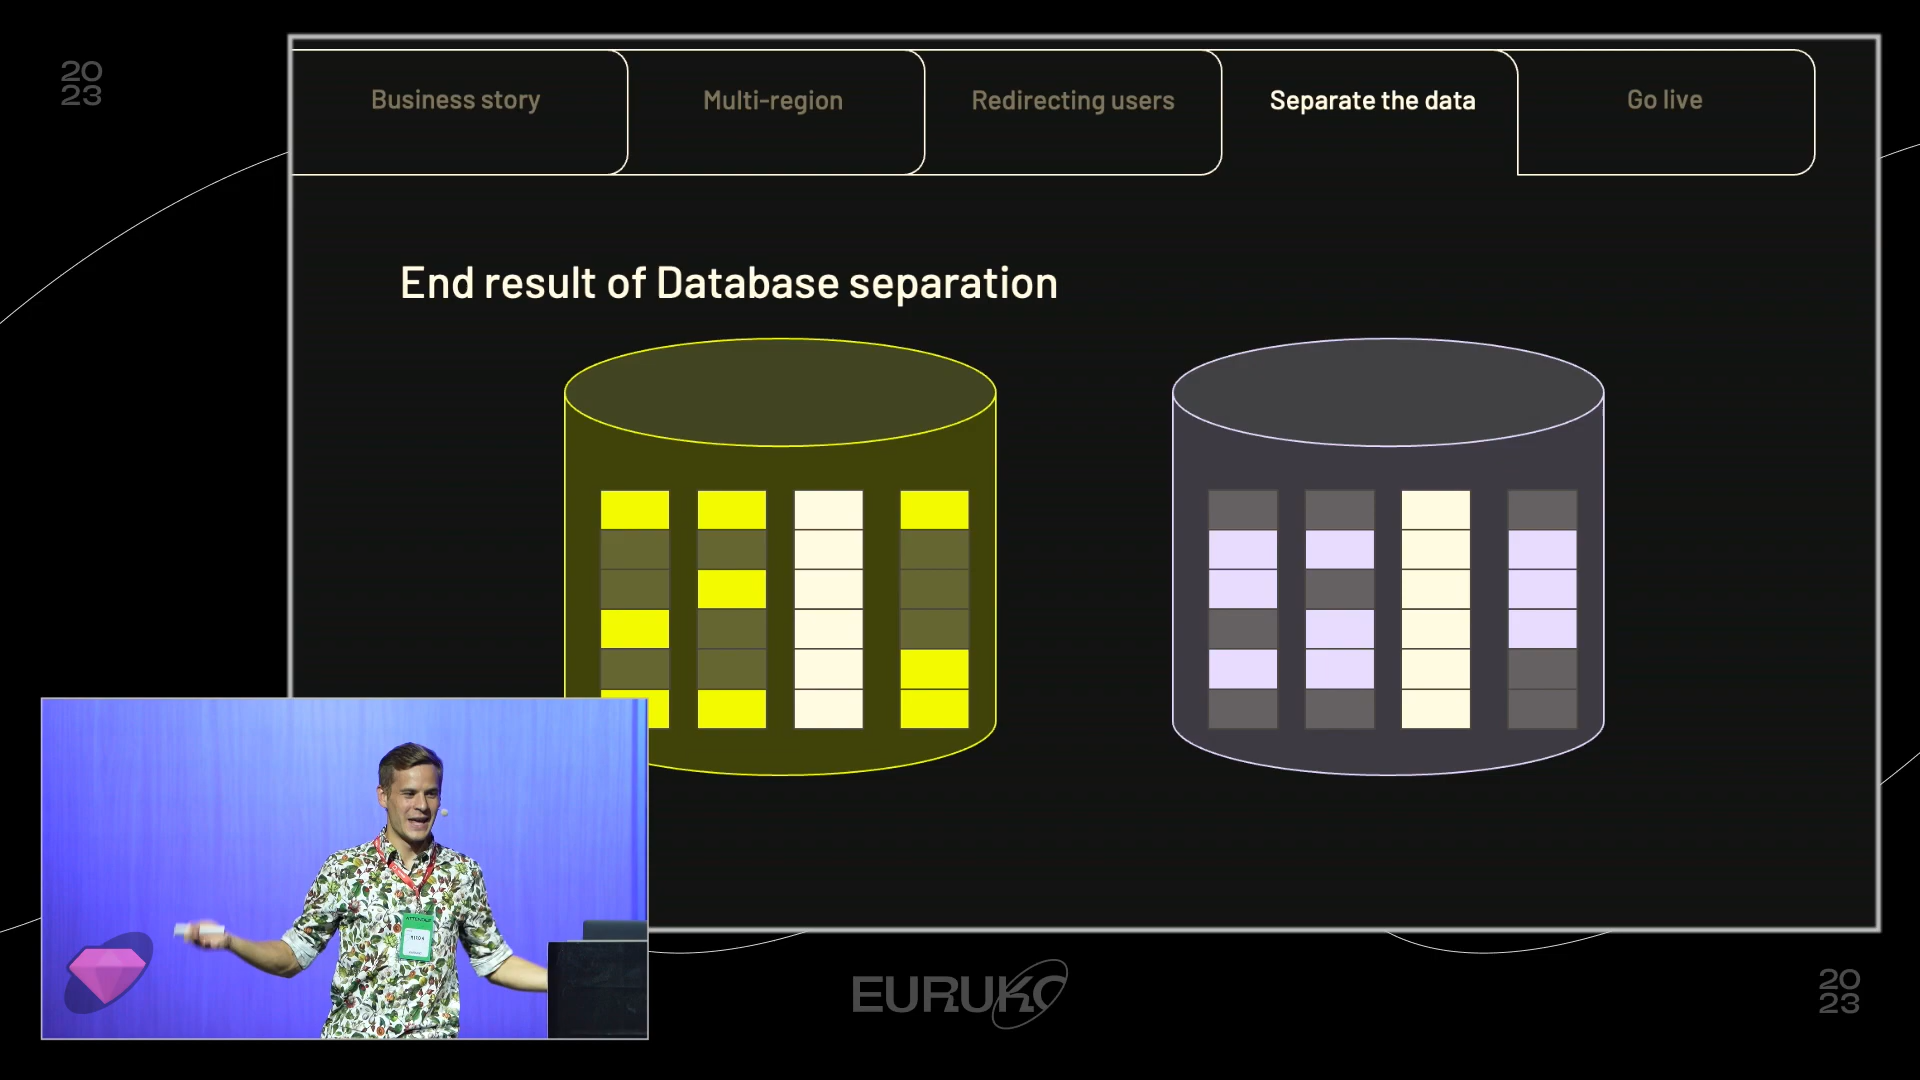 20
23
Business story
Multi-region
Redirecting users
Separate the data
Go live
End result of Database separation
ATTENDEE
EURUKO
20
23